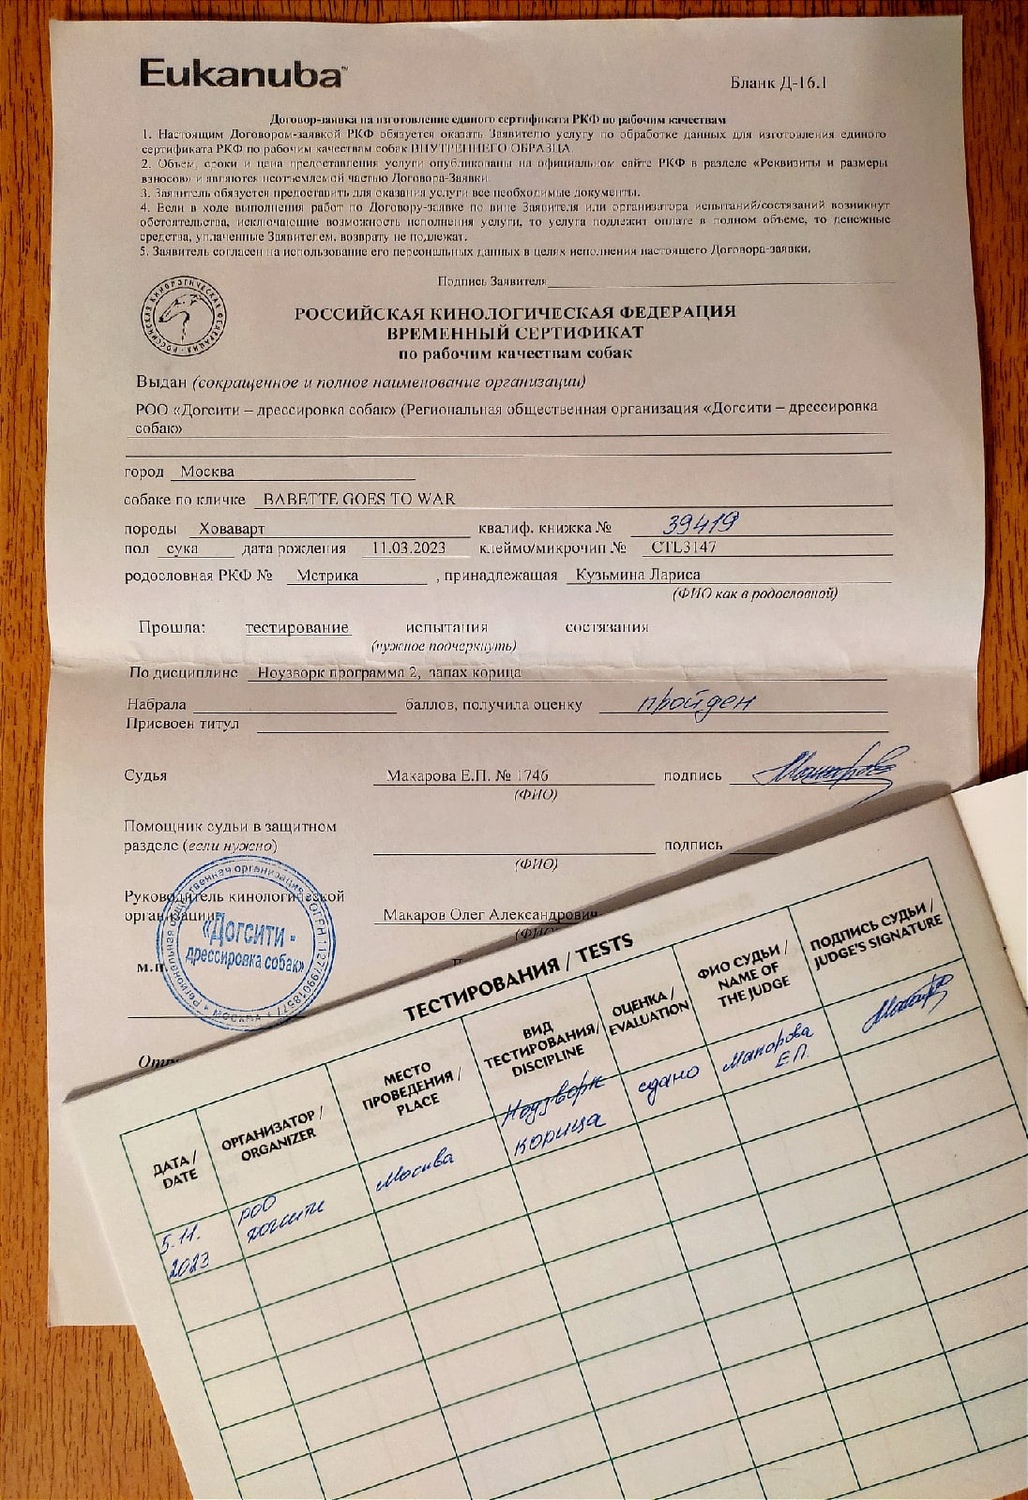 Eukanuba™
Бланк Д-16.1
Договор-заявка на изготовление единого сертификата РКФ по рабочим качествам
1. Настоящим Договором-заявкой РКФ обязуется оказать Заявителю услугу по обработке данных для изготовления единого
сертификата РКФ по рабочим качествам собак ВНУТРЕННЕГО ОБРАЗЦА.
2. Объем, сроки и цена предоставления услуги опубликованы на официальном сайте РКФ в разделе «Реквизиты и размеры
взносов» и являются неотъемлемой частью Договора-Заявки.
3. Заявитель обязуется предоставить для оказания услуги все необходимые документы.
4. Если в ходе выполнения работ по Договору-заявке по вине Заявителя или организатора испытаний/состязаний возникнут
обстоятельства, исключающие возможность исполнения услуги, то услуга подлежит оплате в полном объеме, то денежные
средства, уплаченные Заявителем, возврату не подлежат.
5. Заявитель согласен на использование его персональных данных в целях исполнения настоящего Договора-заявки.
Подпись Заявителя
РОССИЙСКАЯ КИНОЛОГИЧЕСКАЯ ФЕДЕРАЦИЯ
РОССИЙСКАЯ КИНОЛОГИЧЕСКАЯ ФЕДЕРАЦИЯ
ВРЕМЕННЫЙ СЕРТИФИКАТ
по рабочим качествам собак
Выдан (сокращенное и полное наименование организации)
РОО «Догсити – дрессировка собак» (Региональная общественная организация «Догсити – дрессировка
собак»
город Москва
собаке по кличке BABETTE GOES TO WAR
породы Ховаварт квалиф. книжка № 39419
пол сука дата рождения 11.03.2023 клеймо/микрочип № CTL3147
родословная РКФ № Метрика , принадлежащая Кузьмина Лариса
(ФИО как в родословной)
Прошла: тестирование испытания состязания
(нужное подчеркнуть)
По дисциплине Ноузворк программа 2, запах корица
Набрала баллов, получила оценку пройден
Присвоен титул
Судья Макарова Е.П. № 1746 подпись
(ФИО)
Помощник судьи в защитном
разделе (если нужно) подпись
(ФИО)
Руководитель кинологической
организации Макаров Олег Александрович
(ФИО
м.п.
Региональная общественная организация ОГРН 1127799018577 МОСКВА
«Догсити -
дрессировка собак»
ТЕСТИРОВАНИЯ / TESTS
ДАТА / DATE
ОРГАНИЗАТОР / ORGANIZER
МЕСТО ПРОВЕДЕНИЯ / PLACE
ВИД ТЕСТИРОВАНИЯ/ DISCIPLINE
ОЦЕНКА / EVALUATION
ФИО СУДЬИ / NAME OF THE JUDGE
ПОДПИСЬ СУДЬИ / JUDGE'S SIGNATURE
5.11.
2023
РОО
Догсити
Москва
Ноузворк
корица
сдано
Макарова
Е.П.